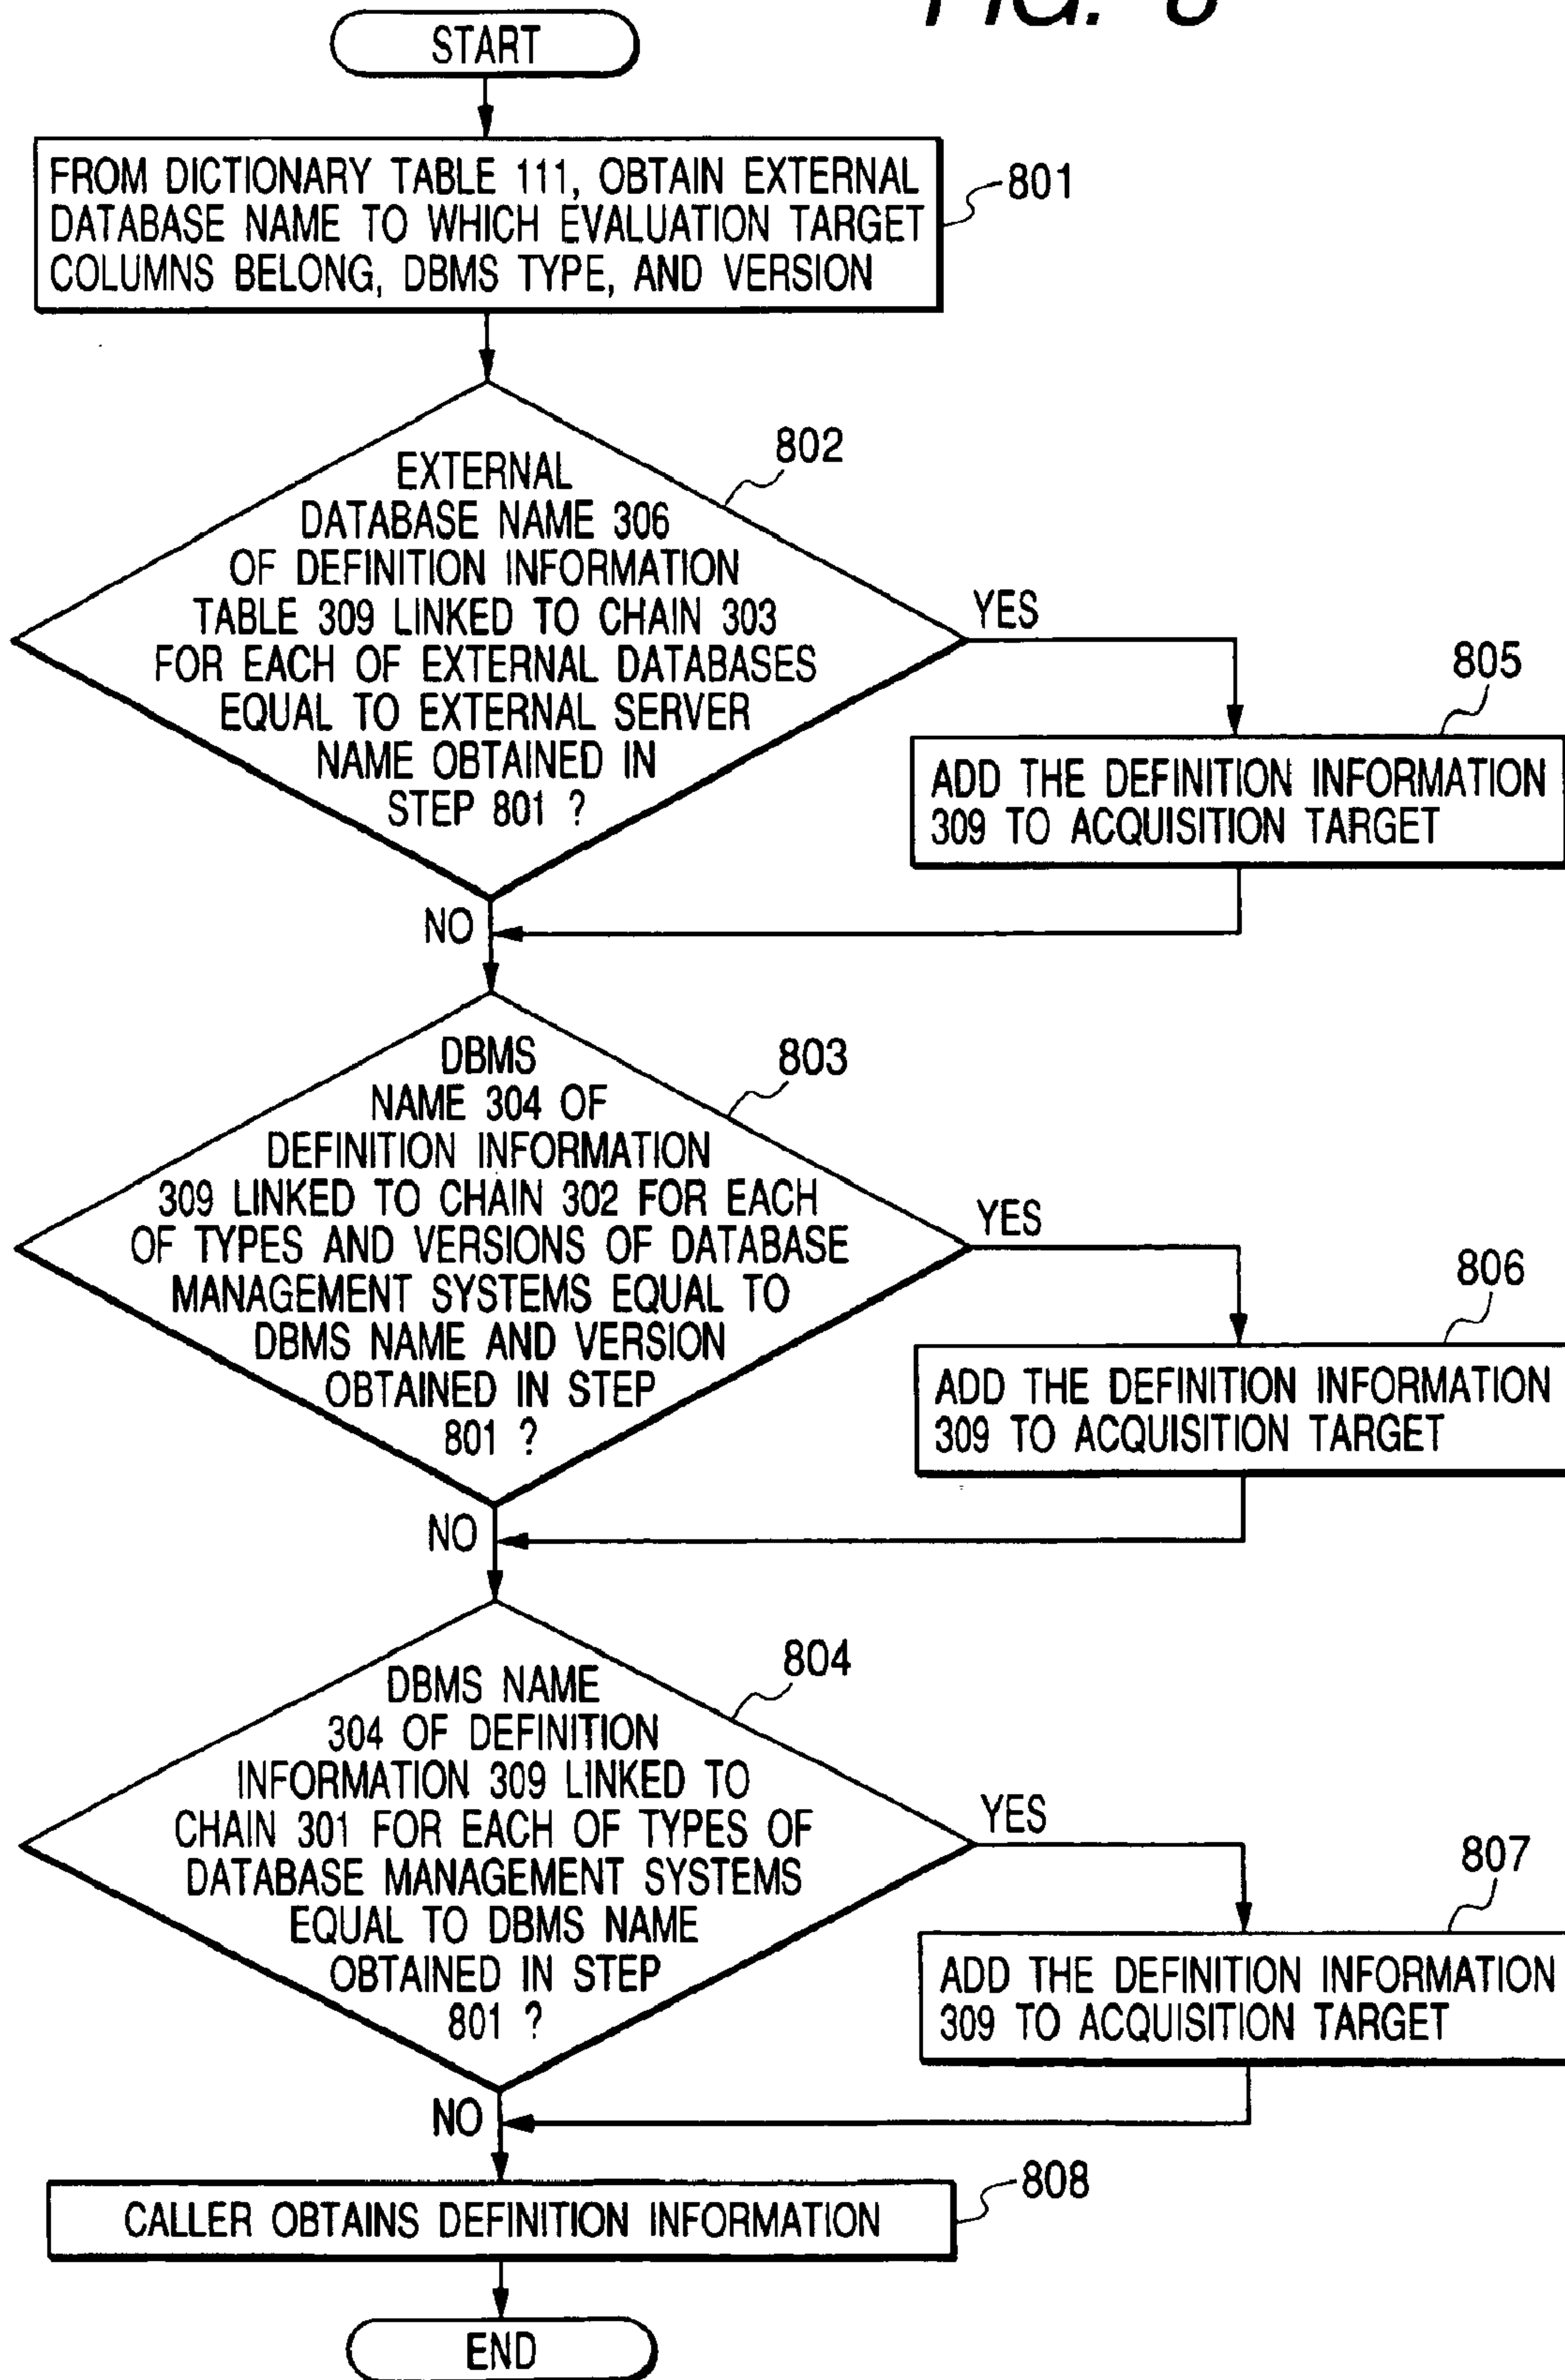 FIG.
START
FROM DICTIONARY TABLE 111, OBTAIN EXTERNAL
DATABASE NAME TO WHICH EVALUATION TARGET
COLUMNS BELONG, DBMS TYPE, AND VERSION
801
802
EXTERNAL
DATABASE NAME 306
OF DEFINITION INFORMATION
TABLE 309 LINKED TO CHAIN 303
FOR EACH OF EXTERNAL DATABASES
EQUAL TO EXTERNAL SERVER
NAME OBTAINED IN
STEP 801 ?
YES
805
ADD THE DEFINITION INFORMATION
309 TO ACQUISITION TARGET
NO
803
DBMS
NAME 304 OF
DEFINITION INFORMATION
309 LINKED TO CHAIN 302 FOR EACH
OF TYPES AND VERSIONS OF DATABASE
MANAGEMENT SYSTEMS EQUAL TO
DBMS NAME AND VERSION
OBTAINED IN STEP
801 ?
YES
806
ADD THE DEFINITION INFORMATION
309 TO ACQUISITION TARGET
NO
804
DBMS NAME
304 OF DEFINITION
INFORMATION 309 LINKED TO
CHAIN 301 FOR EACH OF TYPES OF
DATABASE MANAGEMENT SYSTEMS
EQUAL TO DBMS NAME
OBTAINED IN STEP
801 ?
YES
807
ADD THE DEFINITION INFORMATION
309 TO ACQUISITION TARGET
NO
CALLER OBTAINS DEFINITION INFORMATION
808
END